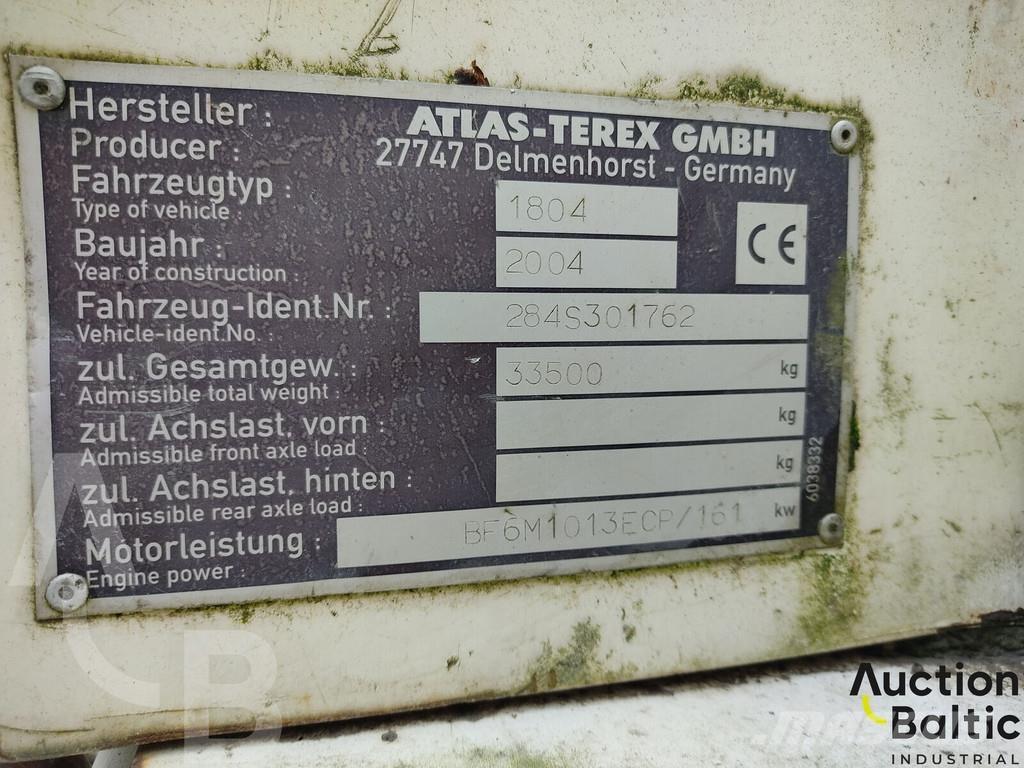 Hersteller : ATLAS-TEREX GMBH
Producer : 27747 Delmenhorst - Germany
Fahrzeugtyp : 1804
Type of vehicle :
CE
Baujahr : 2004
Year of construction :
Fahrzeug-Ident.Nr. : 284S301762
Vehicle-ident.No. :
zul. Gesamtgew. : 33500 kg
Admissible total weight :
zul. Achslast, vorn : kg
Admissible front axle load :
zul. Achslast, hinten : kg
Admissible rear axle load :
Motorleistung : BF6M1013ECP/161 kw
Engine power :
6038332
A
B
Auction
Baltic
INDUSTRIAL